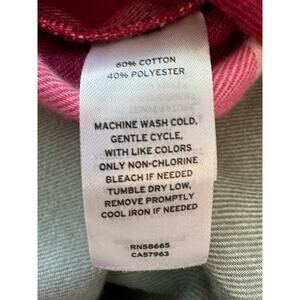 60% COTTON
40% POLYESTER
MACHINE WASH COLD,
GENTLE CYCLE,
WITH LIKE COLORS
ONLY NON-CHLORINE
BLEACH IF NEEDED
TUMBLE DRY LOW,
REMOVE PROMPTLY
COOL IRON IF NEEDED
RN58665
CA57963